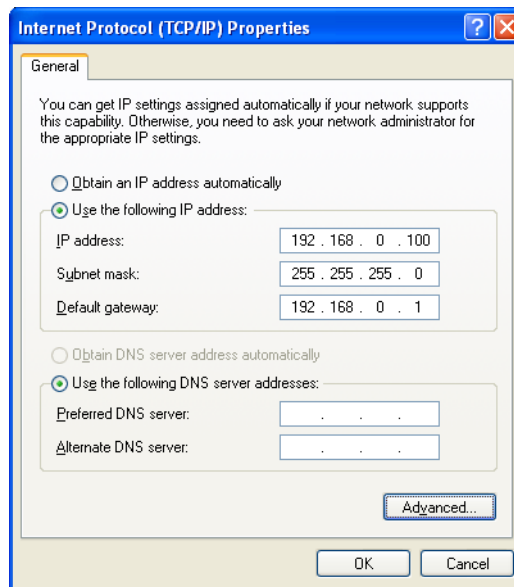 Internet Protocol (TCP/IP) Properties
General
You can get IP settings assigned automatically if your network supports
this capability. Otherwise, you need to ask your network administrator for
the appropriate IP settings.
Obtain an IP address automatically
Use the following IP address:
IP address: 192 . 168 . 0 . 100
Subnet mask: 255 . 255 . 255 . 0
Default gateway: 192 . 168 . 0 . 1
Obtain DNS server address automatically
Use the following DNS server addresses:
Preferred DNS server: . . .
Alternate DNS server: . . .
Advanced...
OK Cancel